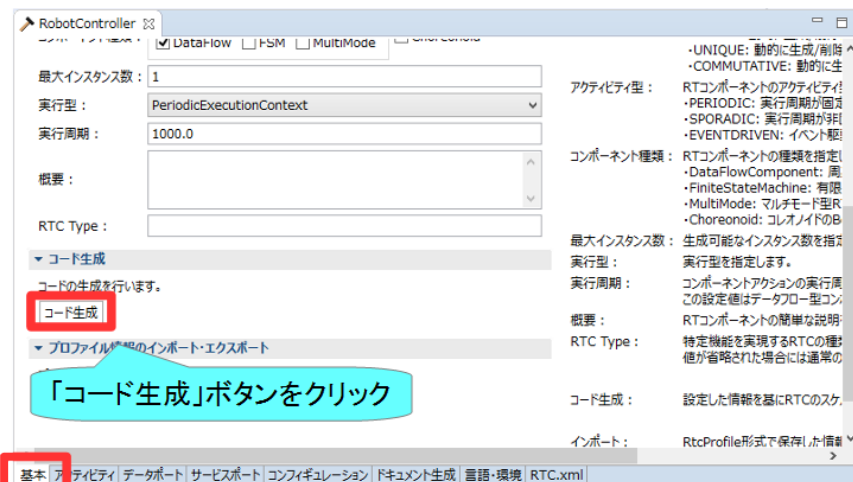 RobotController
DataFlow FSM MultiMode
最大インスタンス数: 1
実行型: PeriodicExecutionContext
実行周期: 1000.0
概要:
RTC Type:
コード生成
コードの生成を行います。
コード生成
プロファイル情報のインポート・エクスポート
「コード生成」ボタンをクリック
・UNIQUE: 動的に生成/削除
・COMMUTATIVE: 動的に生
アクティビティ型: RTコンポーネントのアクティビティ
・PERIODIC: 実行周期が固定
・SPORADIC: 実行周期が非
・EVENTDRIVEN: イベント駆
コンポーネント種類: RTコンポーネントの種類を指定
・DataFlowComponent: 周
・FiniteStateMachine: 有限
・MultiMode: マルチモード型R
・Choreonoid: コレオノイドのB
最大インスタンス数: 生成可能なインスタンス数を指定
実行型: 実行型を指定します。
実行周期: コンポーネントアクションの実行周
この設定値はデータフロー型コン
概要: RTコンポーネントの簡単な説明
RTC Type: 特定機能を実現するRTCの種
値が省略された場合には通常の
コード生成: 設定した情報を基にRTCのスケ
インポート: RtcProfile形式で保存した情報
基本 アクティビティ データポート サービスポート コンフィギュレーション ドキュメント生成 言語・環境 RTC.xml